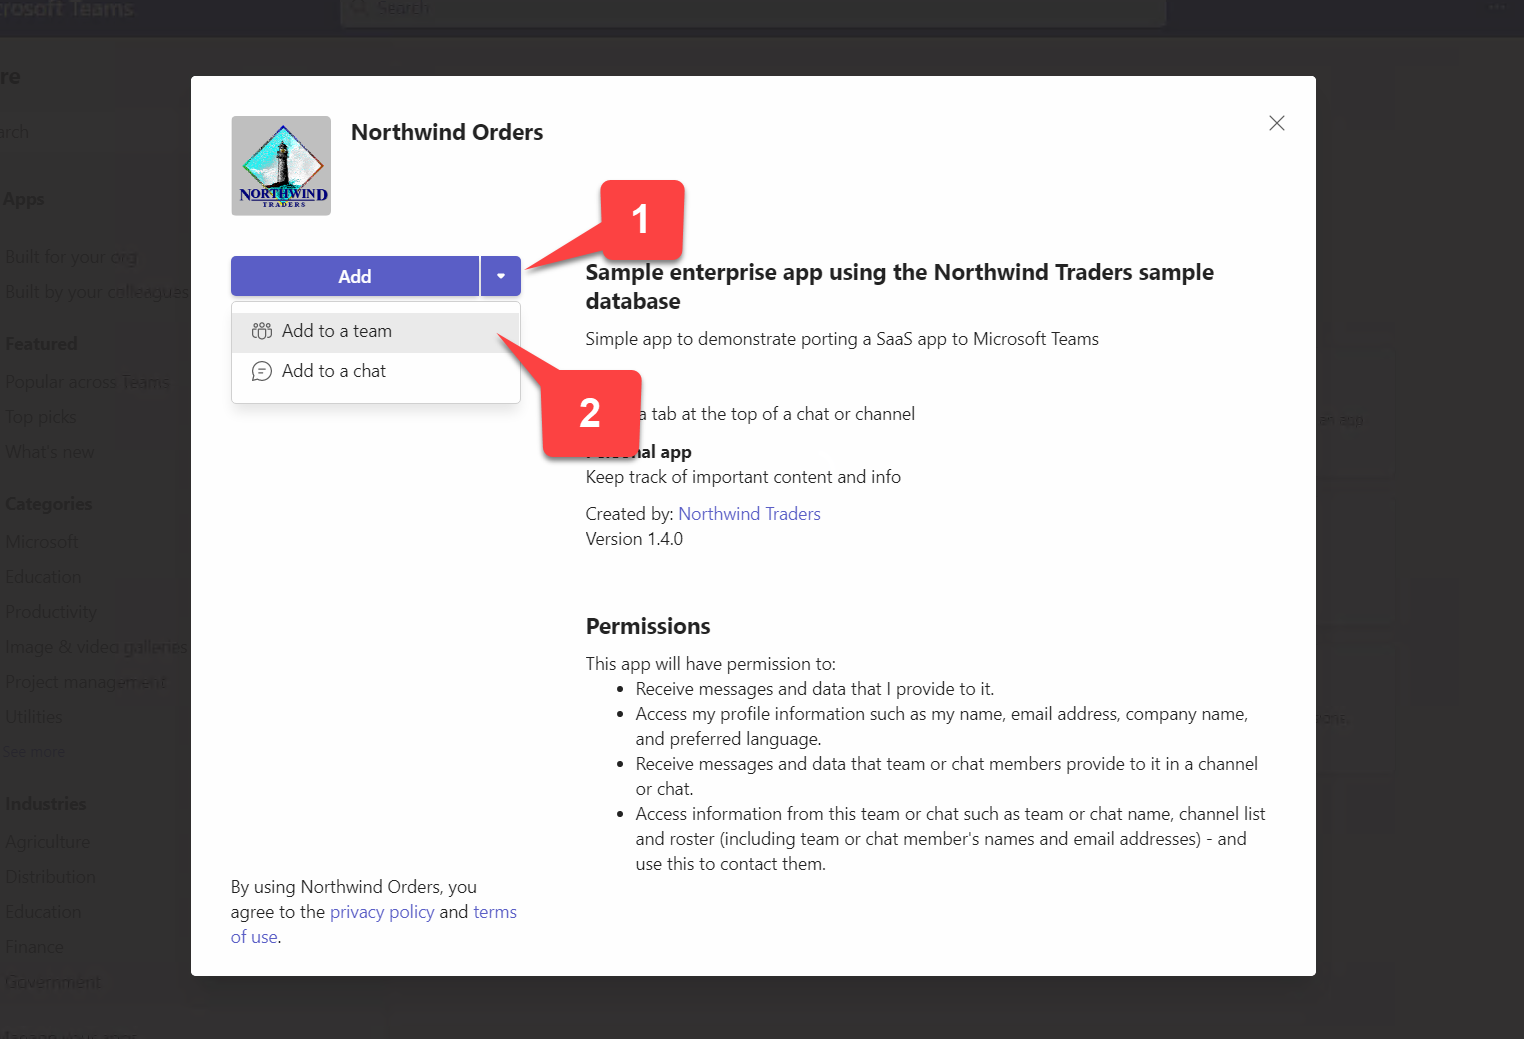 rosoft Teams
Search
re
arch
Apps
Built for your org
Built by your colleagues
Featured
Popular across Teams
Top picks
What's new
Categories
Microsoft
Education
Productivity
Image & video galleries
Project management
Utilities
See more
Industries
Agriculture
Distribution
Education
Finance
Government
Manage your apps
NORTHWIND
TRADERS
Northwind Orders
1
Add
Add to a team
Add to a chat
2
Sample enterprise app using the Northwind Traders sample
database
Simple app to demonstrate porting a SaaS app to Microsoft Teams
a tab at the top of a chat or channel
al app
Keep track of important content and info
Created by: Northwind Traders
Version 1.4.0
Permissions
This app will have permission to:
• Receive messages and data that I provide to it.
• Access my profile information such as my name, email address, company name,
and preferred language.
• Receive messages and data that team or chat members provide to it in a channel
or chat.
• Access information from this team or chat such as team or chat name, channel list
and roster (including team or chat member's names and email addresses) - and
use this to contact them.
By using Northwind Orders, you
agree to the privacy policy and terms
of use.
an app